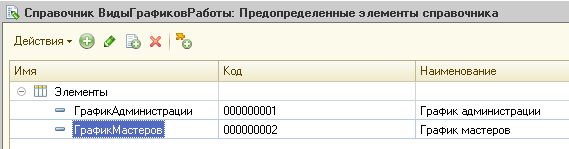 Справочник ВидыГрафиковРаботы: Предопределенные элементы справочника
Действия
Имя Код Наименование
Элементы
ГрафикАдминистрации 000000001 График администрации
ГрафикМастеров 000000002 График мастеров